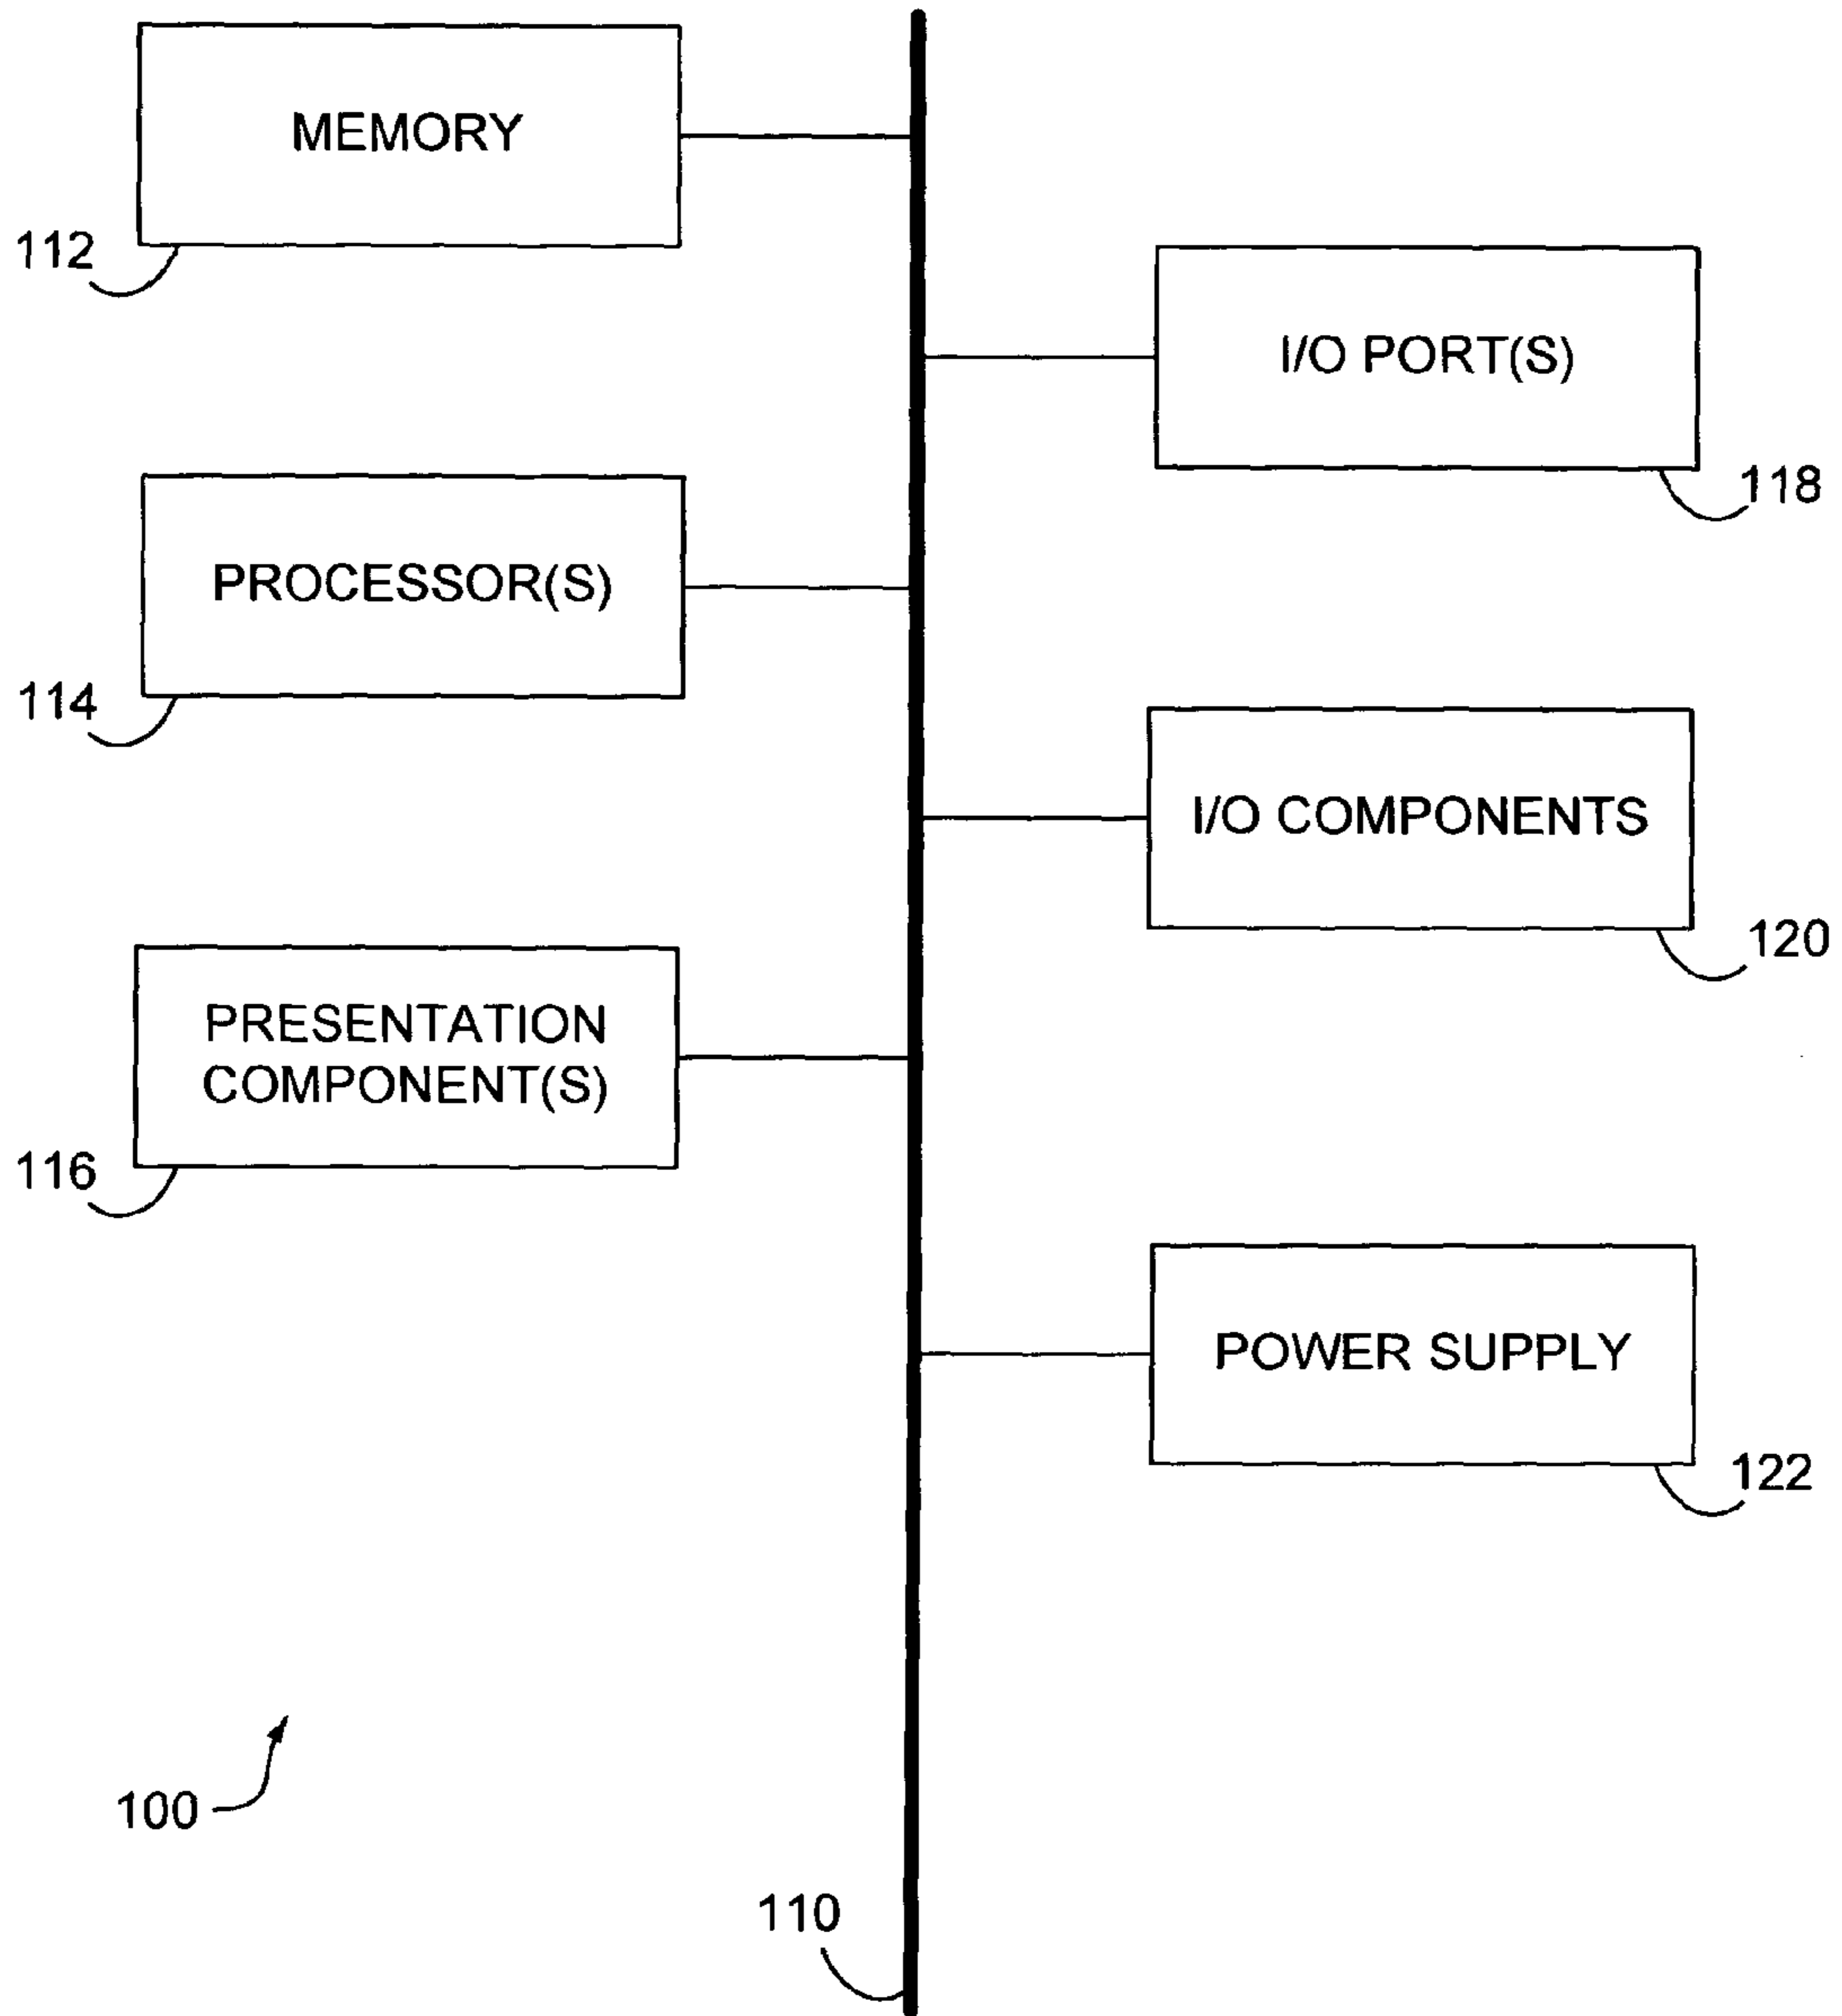 MEMORY
112
I/O PORT(S)
118
PROCESSOR(S)
114
I/O COMPONENTS
120
PRESENTATION
COMPONENT(S)
116
POWER SUPPLY
122
100
110